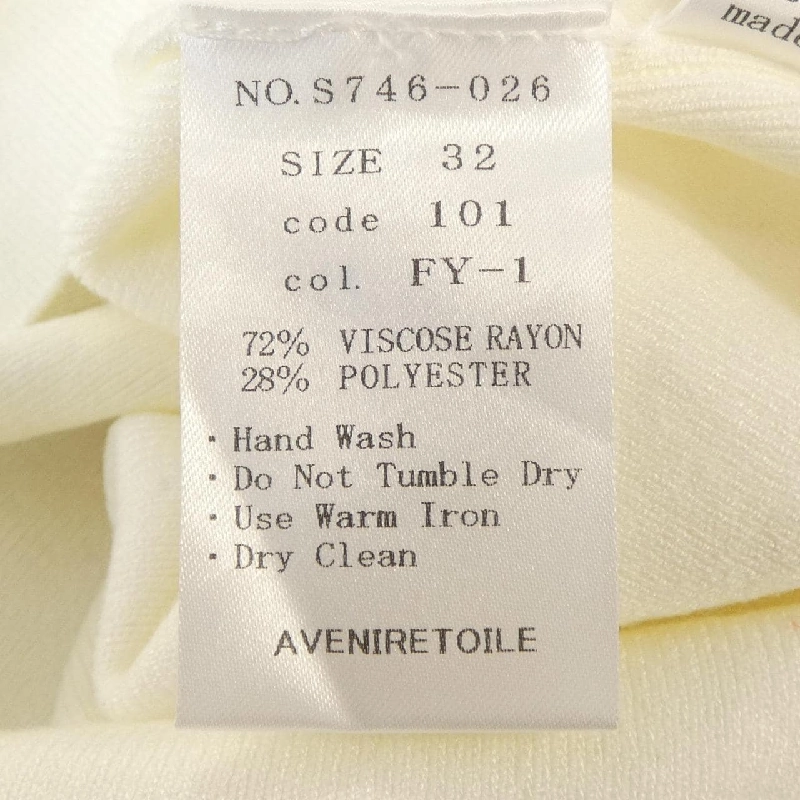 made
NO. S746-026
SIZE 32
code 101
col. FY-1
72% VISCOSE RAYON
28% POLYESTER
・Hand Wash
・Do Not Tumble Dry
・Use Warm Iron
・Dry Clean
AVENIRETOILE